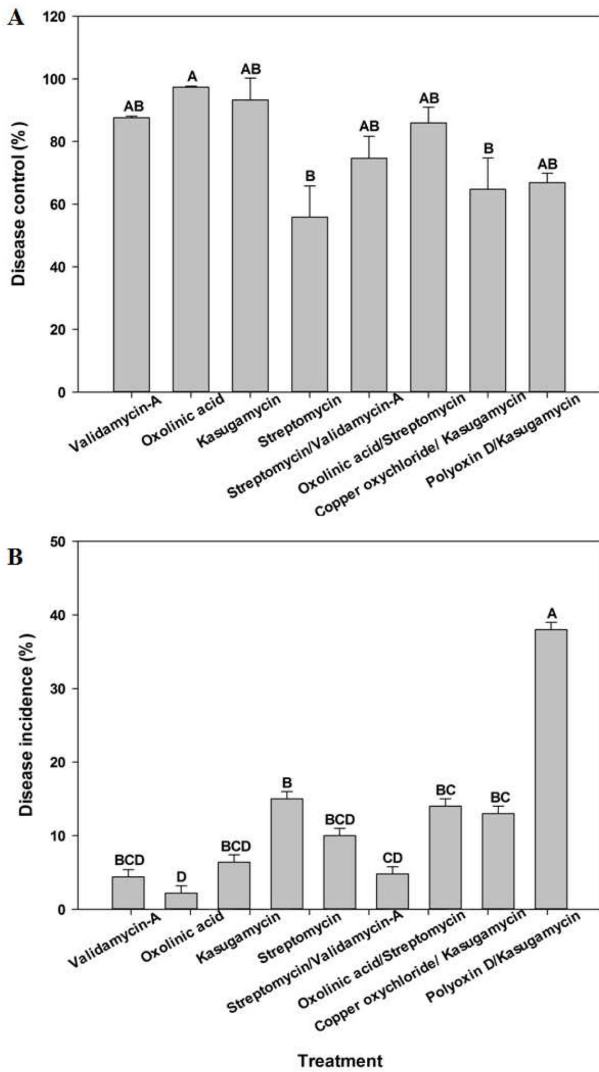 A
120
100
80
60
40
20
0
Disease control (%)
AB
A
AB
B
AB
AB
B
AB
Validamycin-A
Oxolinic acid
Kasugamycin
Streptomycin
Streptomycin/Validamycin-A
Oxolinic acid/Streptomycin
Copper oxychloride/ Kasugamycin
Polyoxin D/Kasugamycin
B
50
40
30
20
10
0
Disease incidence (%)
BCD
D
BCD
B
BCD
CD
BC
BC
A
Validamycin-A
Oxolinic acid
Kasugamycin
Streptomycin
Streptomycin/Validamycin-A
Oxolinic acid/Streptomycin
Copper oxychloride/ Kasugamycin
Polyoxin D/Kasugamycin
Treatment